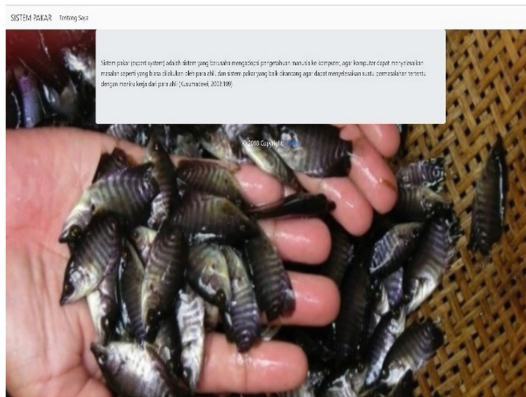 SISTEM PAKAR Tentang Saya
Sistem pakar (expert system) adalah sistem yang berusaha mengadopsi pengetahuan manusia ke komputer, agar komputer dapat menyelesaikan
masalah seperti yang biasa dilakukan oleh para ahli. dan sistem pakar yang baik dirancang agar dapat menyelesaikan suatu permasalahan tertentu
dengan meniru kerja dari para ahli (Kusumadewi, 2003:109)
© 2018 Copyright: